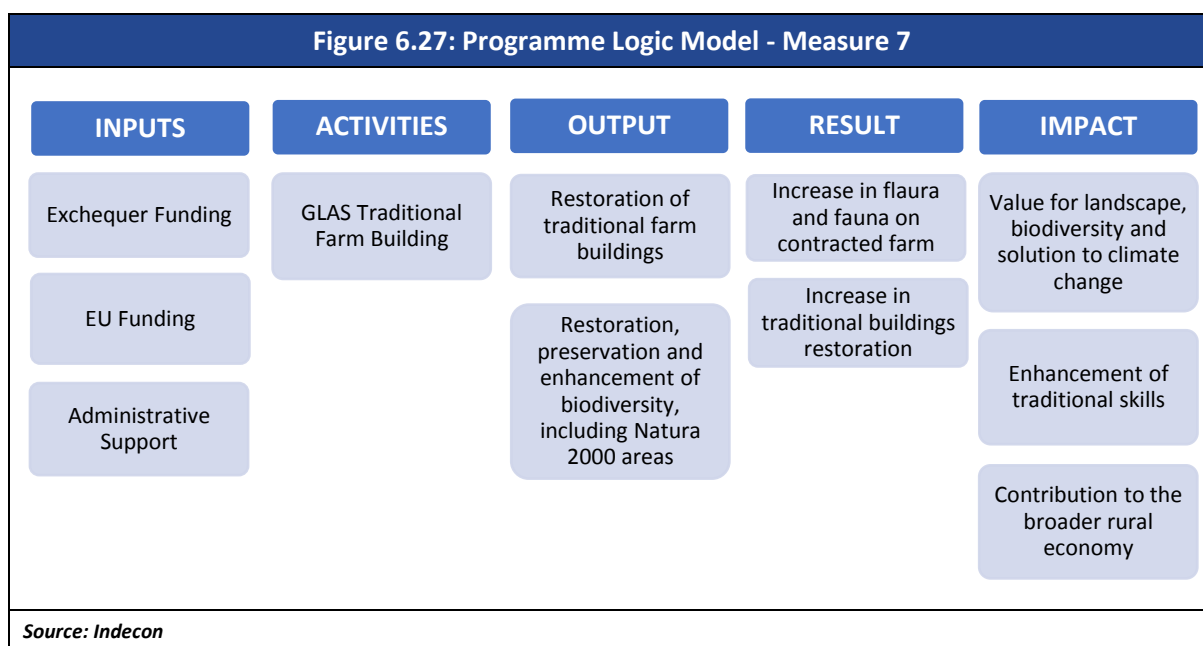 Figure 6.27: Programme Logic Model - Measure 7
INPUTS
Exchequer Funding
EU Funding
Administrative
Support
ACTIVITIES
GLAS Traditional
Farm Building
OUTPUT
Restoration of
traditional farm
buildings
Restoration,
preservation and
enhancement of
biodiversity,
including Natura
2000 areas
RESULT
Increase in flaura
and fauna on
contracted farm
Increase in
traditional buildings
restoration
IMPACT
Value for landscape,
biodiversity and
solution to climate
change
Enhancement of
traditional skills
Contribution to the
broader rural
economy
Source: Indecon